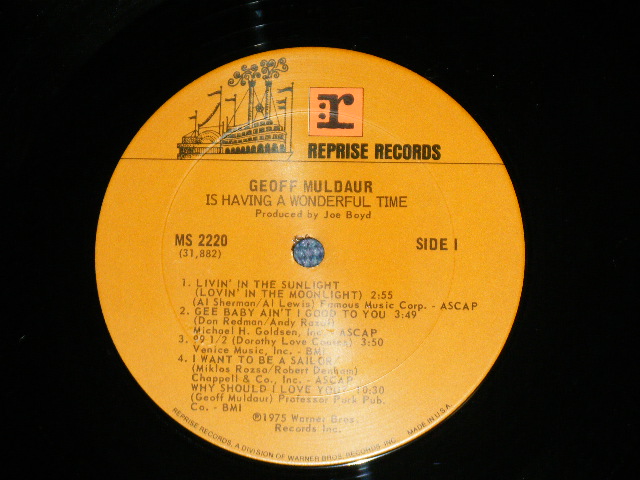 r
REPRISE RECORDS
GEOFF MULDAUR
IS HAVING A WONDERFUL TIME
Produced by Joe Boyd
MS 2220
(31,882)
SIDE I
1. LIVIN' IN THE SUNLIGHT
(LOVIN' IN THE MOONLIGHT) 2:55
(Al Sherman/Al Lewis) Famous Music Corp. - ASCAP
2. GEE BABY AIN'T I GOOD TO YOU 3:49
(Don Redman/Andy Razaf)
Michael H. Goldsen, Inc. - ASCAP
3. 99 1/2 (Dorothy Love Coates) 3:50
Venice Music, Inc. - BMI
4. I WANT TO BE A SAILOR
(Miklos Rozsa/Robert Denham)
Chappell & Co., Inc. - ASCAP
WHY SHOULD I LOVE YOU? 10:30
(Geoff Muldaur) Professor Purk Pub.
Co. - BMI
℗1975 Warner Bros.
Records Inc.
REPRISE RECORDS, A DIVISION OF WARNER BROS. RECORDS, INC. MADE IN U.S.A.